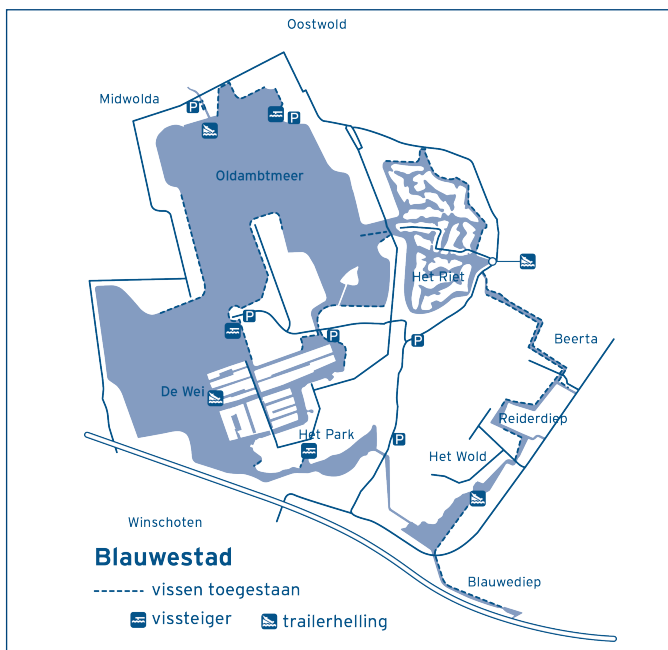 Oostwold
Midwolda
P
P
Oldambtmeer
Het Riet
P
P
P
Beerta
De Wei
Reiderdiep
Het Park
P
Het Wold
Winschoten
Blauwestad
Blauwediep
vissen toegestaan
vissteiger
trailerhelling